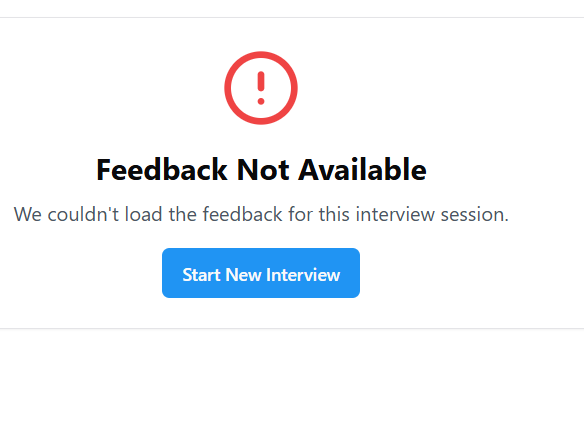 Feedback Not Available
We couldn't load the feedback for this interview session.
Start New Interview